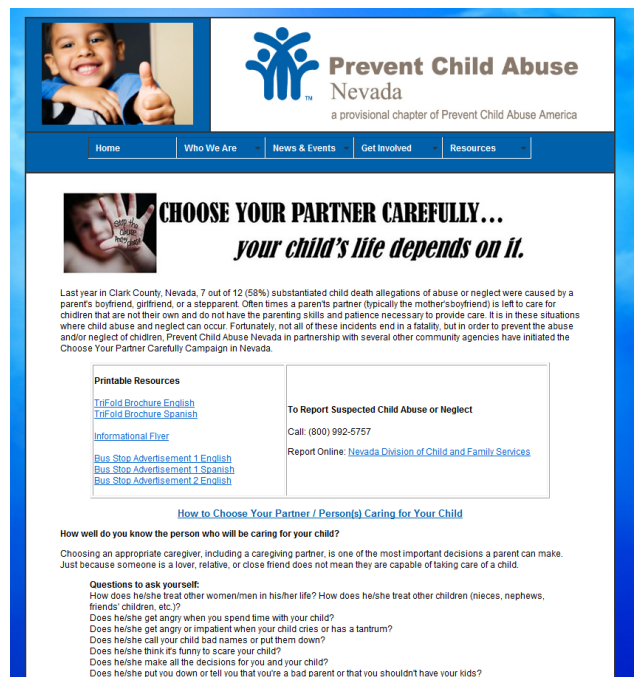 Prevent Child Abuse
Nevada
TM
a provisional chapter of Prevent Child Abuse America
Home Who We Are News & Events Get Involved Resources
Stop the
abuse
CHOOSE YOUR PARTNER CAREFULLY...
your child's life depends on it.
Last year in Clark County, Nevada, 7 out of 12 (58%) substantiated child death allegations of abuse or neglect were caused by a
parent's boyfriend, girlfriend, or a stepparent. Often times a paren'ts partner (typically the mother'sboyfriend) is left to care for
chidlren that are not their own and do not have the parenting skills and patience necessary to provide care. It is in these situations
where child abuse and neglect can occur. Fortunately, not all of these incidents end in a fatality, but in order to prevent the abuse
and/or neglect of chidlren, Prevent Child Abuse Nevada in partnership with several other community agencies have initiated the
Choose Your Partner Carefully Campaign in Nevada.
Printable Resources
TriFold Brochure English
TriFold Brochure Spanish
Informational Flyer
Bus Stop Advertisement 1 English
Bus Stop Advertisement 1 Spanish
Bus Stop Advertisement 2 English
To Report Suspected Child Abuse or Neglect
Call: (800) 992-5757
Report Online: Nevada Division of Child and Family Services
How to Choose Your Partner / Person(s) Caring for Your Child
How well do you know the person who will be caring for your child?
Choosing an appropriate caregiver, including a caregiving partner, is one of the most important decisions a parent can make.
Just because someone is a lover, relative, or close friend does not mean they are capable of taking care of a child.
Questions to ask yourself:
How does he/she treat other women/men in his/her life? How does he/she treat other children (nieces, nephews,
friends' children, etc.)?
Does he/she get angry when you spend time with your child?
Does he/she get angry or impatient when your child cries or has a tantrum?
Does he/she call your child bad names or put them down?
Does he/she think it's funny to scare your child?
Does he/she make all the decisions for you and your child?
Does he/she put you down or tell you that you're a bad parent or that you shouldn't have your kids?